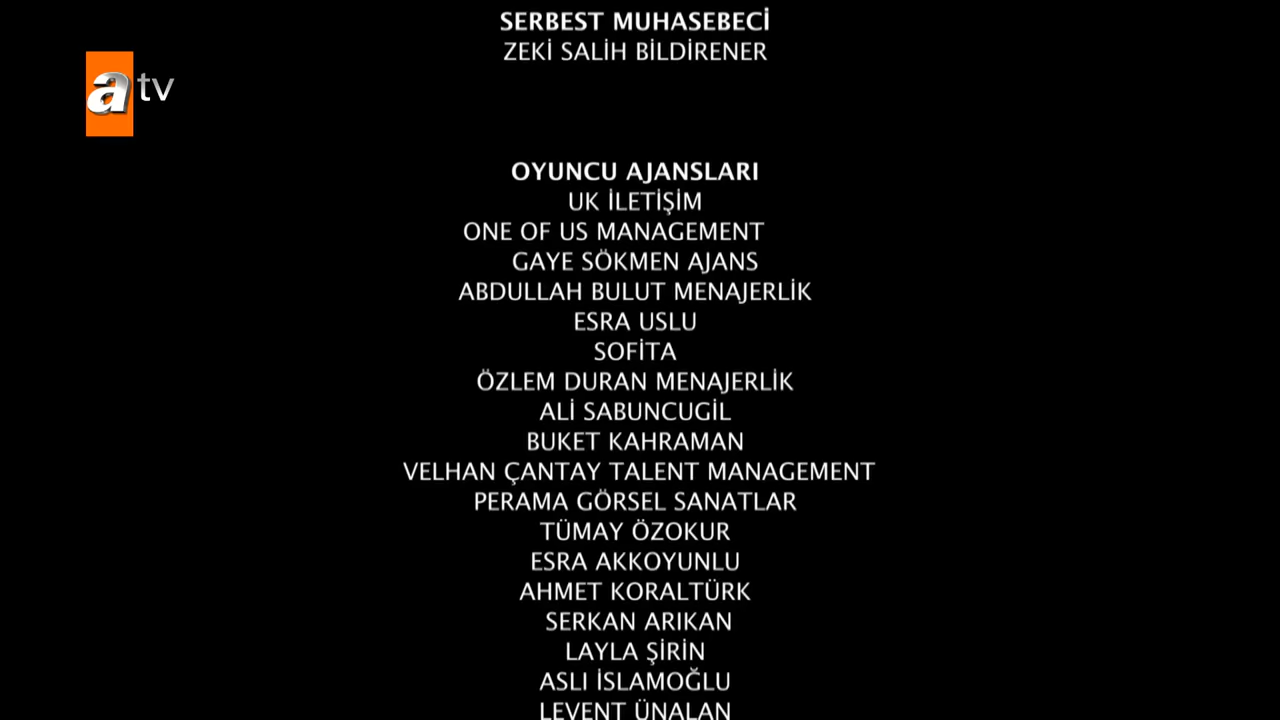 SERBEST MUHASEBECİ
ZEKİ SALİH BİLDİRENER
atv
OYUNCU AJANSLARI
UK İLETİŞİM
ONE OF US MANAGEMENT
GAYE SÖKMEN AJANS
ABDULLAH BULUT MENAJERLİK
ESRA USLU
SOFİTA
ÖZLEM DURAN MENAJERLİK
ALİ SABUNCUGİL
BUKET KAHRAMAN
VELHAN ÇANTAY TALENT MANAGEMENT
PERAMA GÖRSEL SANATLAR
TÜMAY ÖZOKUR
ESRA AKKOYUNLU
AHMET KORALTÜRK
SERKAN ARIKAN
LAYLA ŞİRİN
ASLI İSLAMOĞLU
LEVENT ÜNALAN